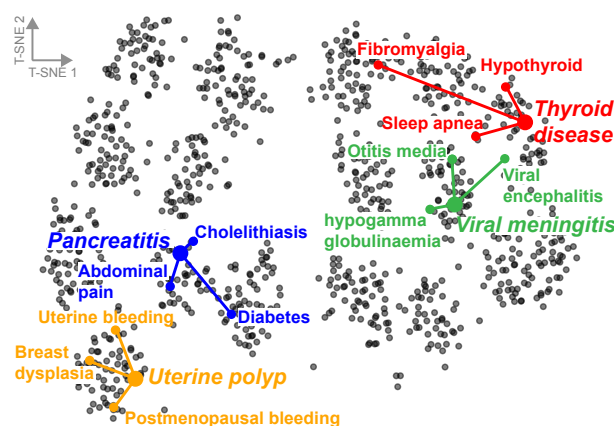 T-SNE 2
T-SNE 1
Fibromyalgia
Hypothyroid
Thyroid
disease
Sleep apnea
Otitis media
Viral
encephalitis
hypogamma
globulinaemia
Viral meningitis
Pancreatitis
Cholelithiasis
Abdominal
pain
Diabetes
Uterine bleeding
Breast
dysplasia
Uterine polyp
Postmenopausal bleeding